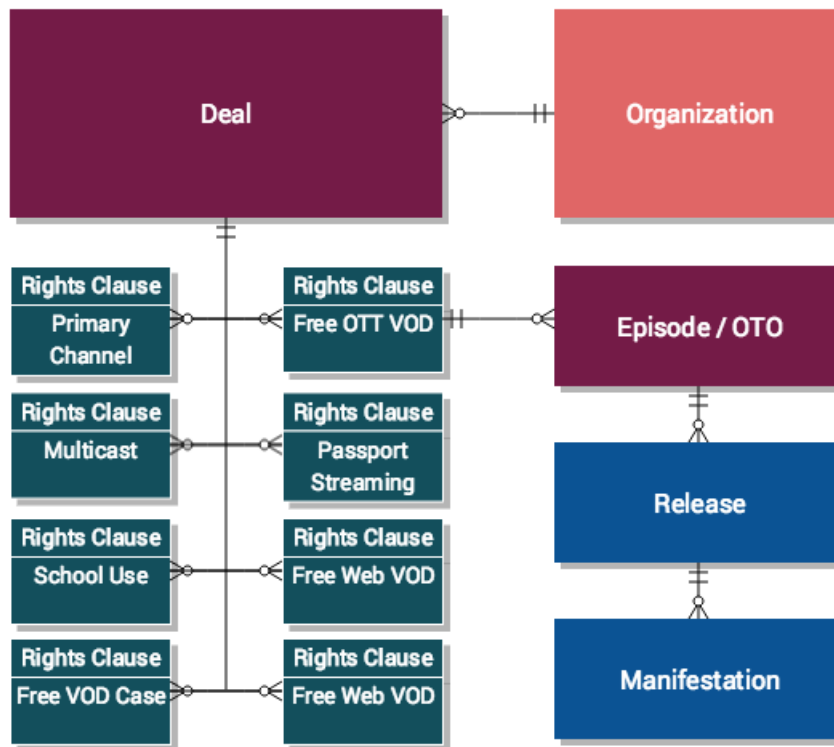 Deal
Organization
Rights Clause
Primary
Channel
Rights Clause
Free OTT VOD
Episode / OTO
Rights Clause
Multicast
Rights Clause
Passport
Streaming
Release
Rights Clause
School Use
Rights Clause
Free Web VOD
Rights Clause
Free VOD Case
Rights Clause
Free Web VOD
Manifestation